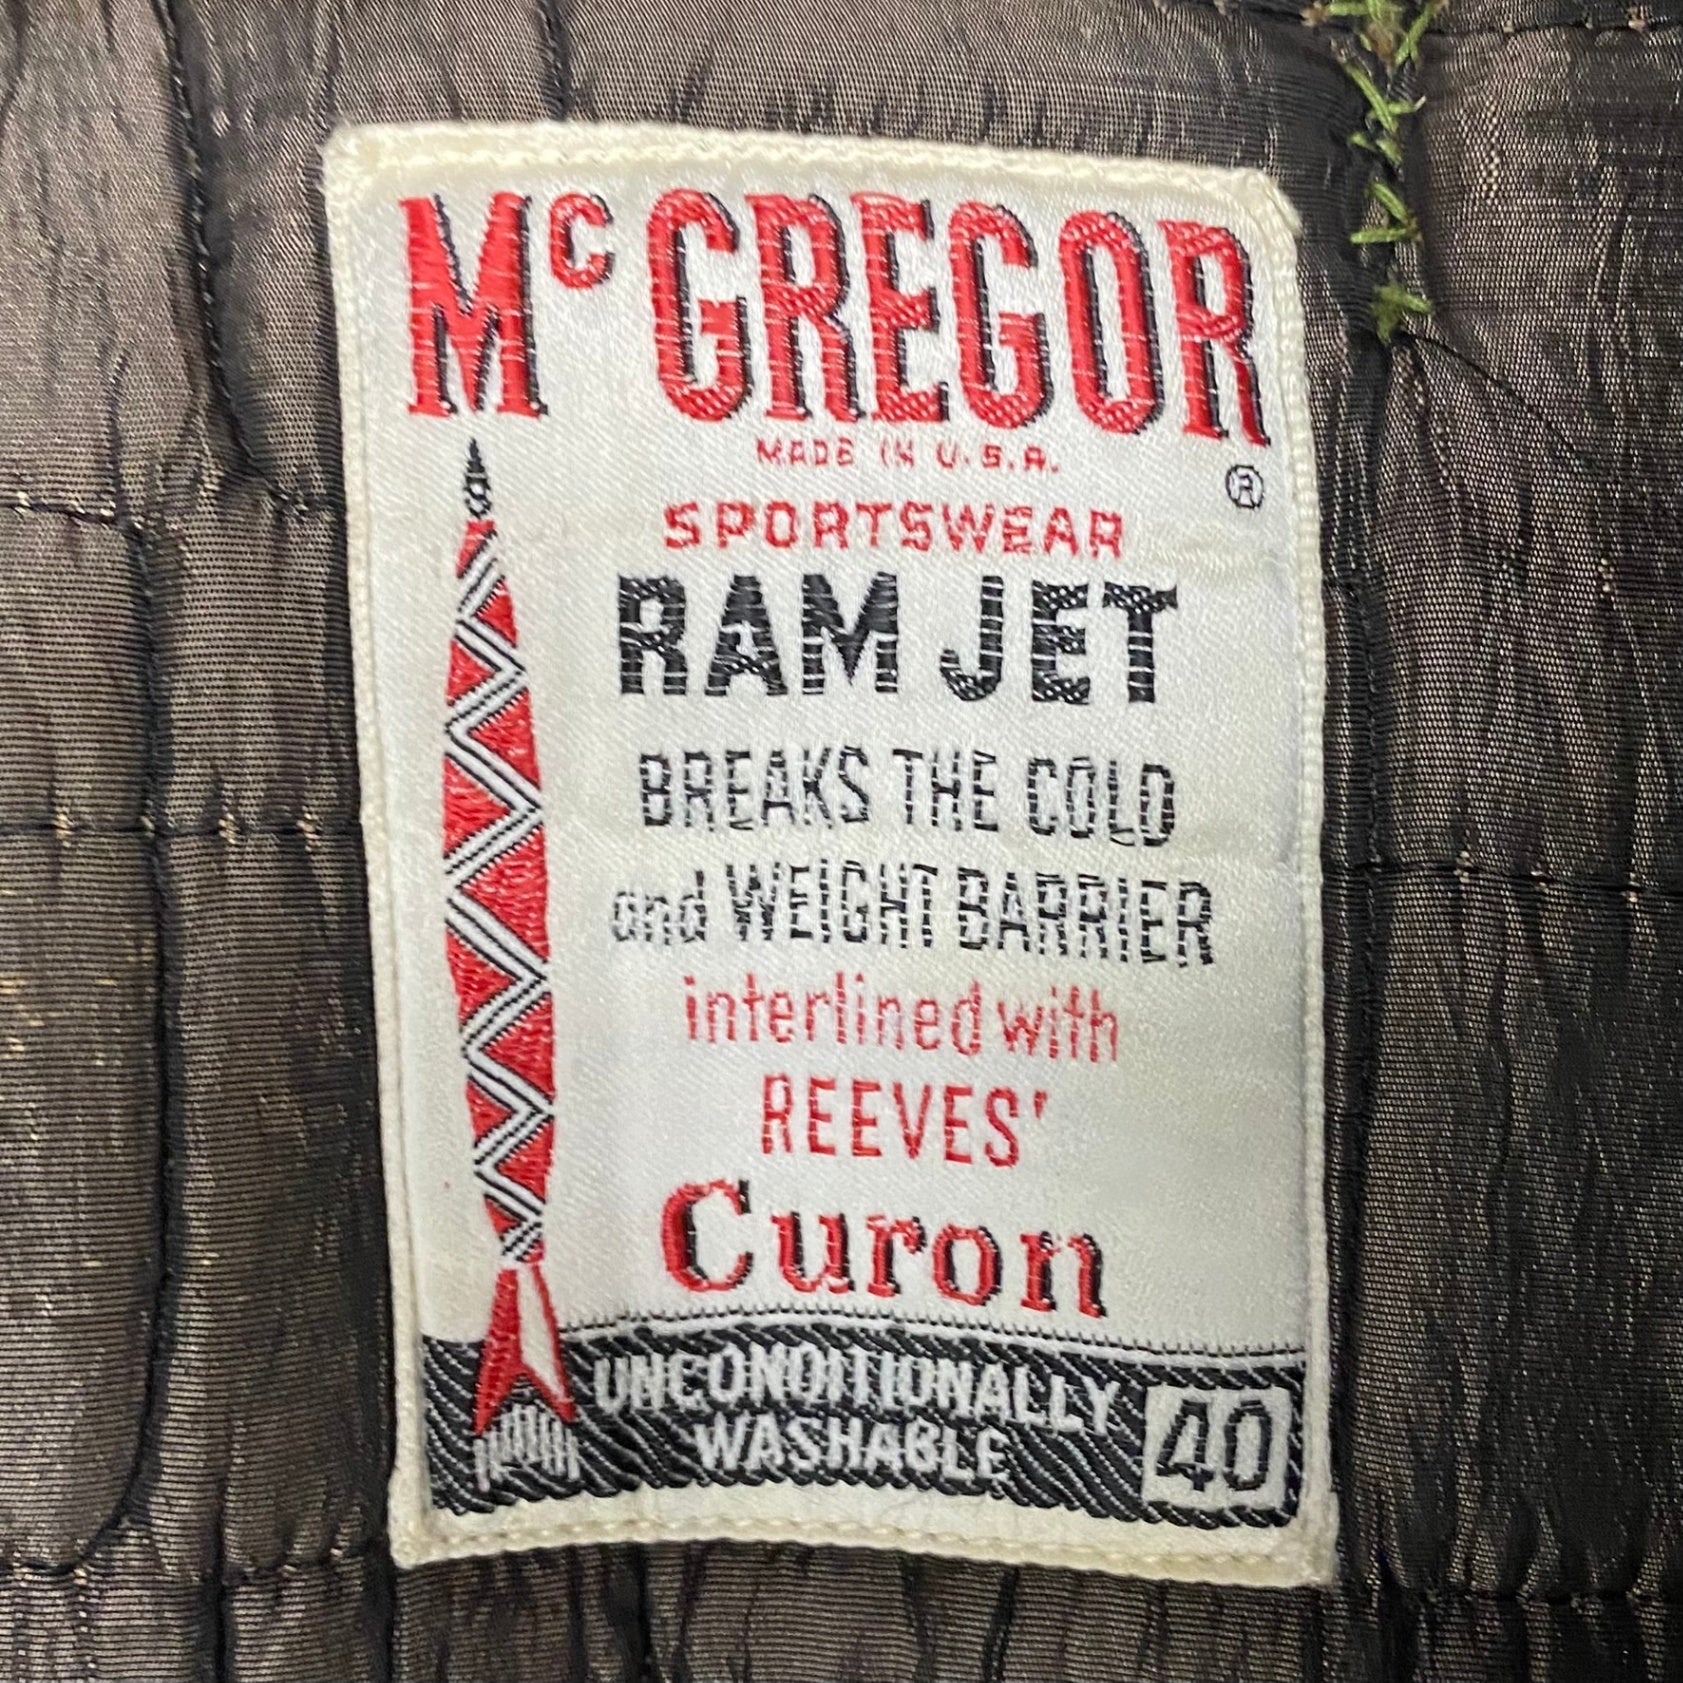 McGREGOR
MADE IN U.S.A.
®
SPORTSWEAR
RAM JET
BREAKS THE COLD
and WEIGHT BARRIER
interlined with
REEVES'
Curon
UNCONDITIONALLY
WASHABLE
40